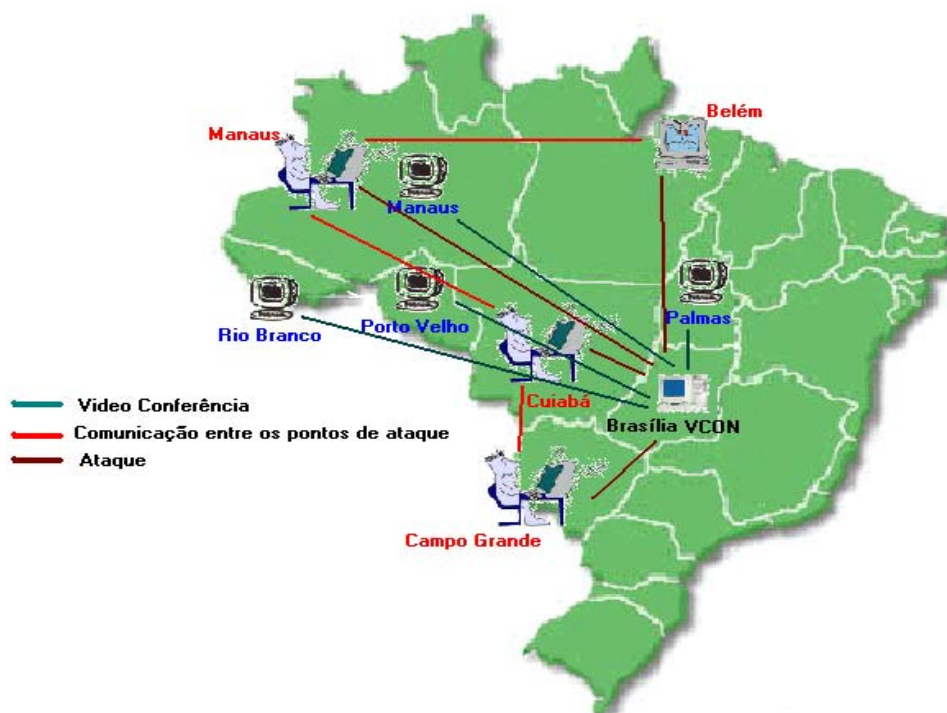 Belém
Manaus
Manaus
Rio Branco
Porto Velho
Palmas
Cuiabá
Brasília VCON
Video Conferência
Comunicação entre os pontos de ataque
Ataque
Campo Grande